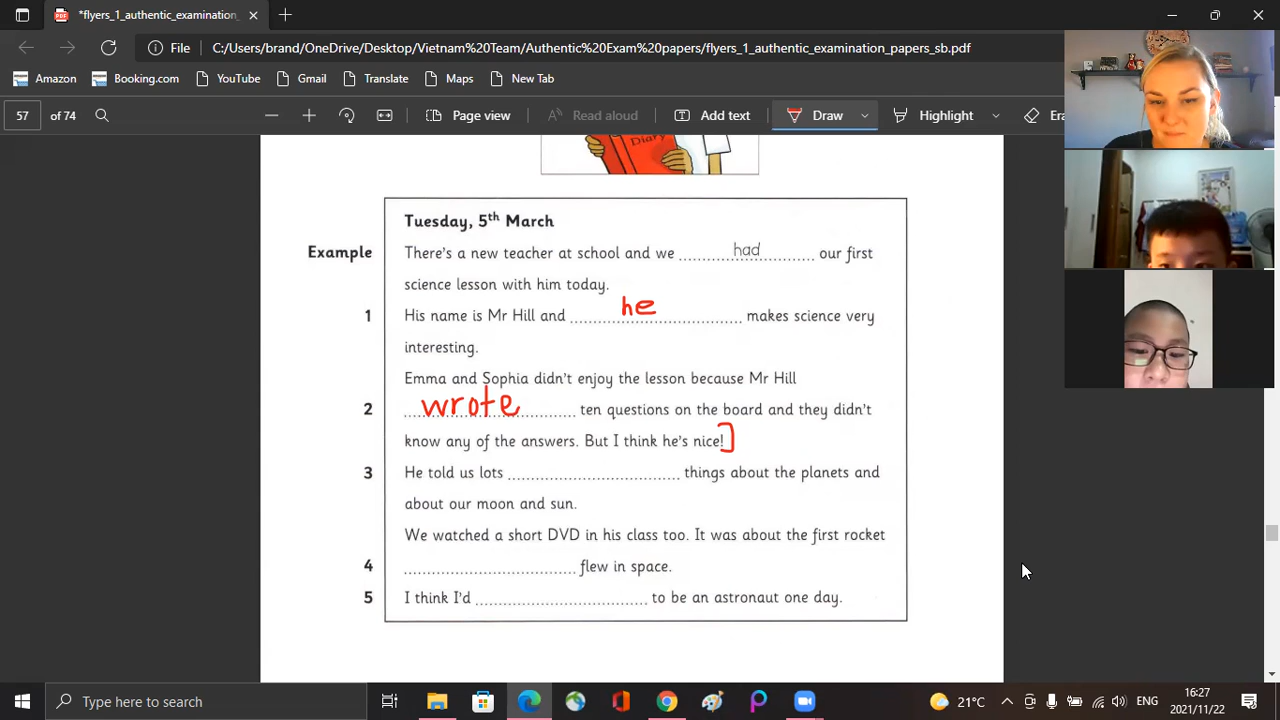 *flyers_1_authentic_examination_
File C:/Users/brand/OneDrive/Desktop/Vietnam%20Team/Authentic%20Exam%20papers/flyers_1_authentic_examination_papers_sb.pdf
Amazon Booking.com YouTube Gmail Translate Maps New Tab
57 of 74 Page view Read aloud Add text Draw Highlight Era
Diary
Tuesday, 5th March
Example There's a new teacher at school and we had our first
science lesson with him today.
1 His name is Mr Hill and he makes science very
interesting.
Emma and Sophia didn't enjoy the lesson because Mr Hill
2 wrote ten questions on the board and they didn't
know any of the answers. But I think he's nice!]
3 He told us lots .............................. things about the planets and
about our moon and sun.
We watched a short DVD in his class too. It was about the first rocket
4 .............................. flew in space.
5 I think I'd .............................. to be an astronaut one day.
Type here to search
21°C ENG 16:27
2021/11/22